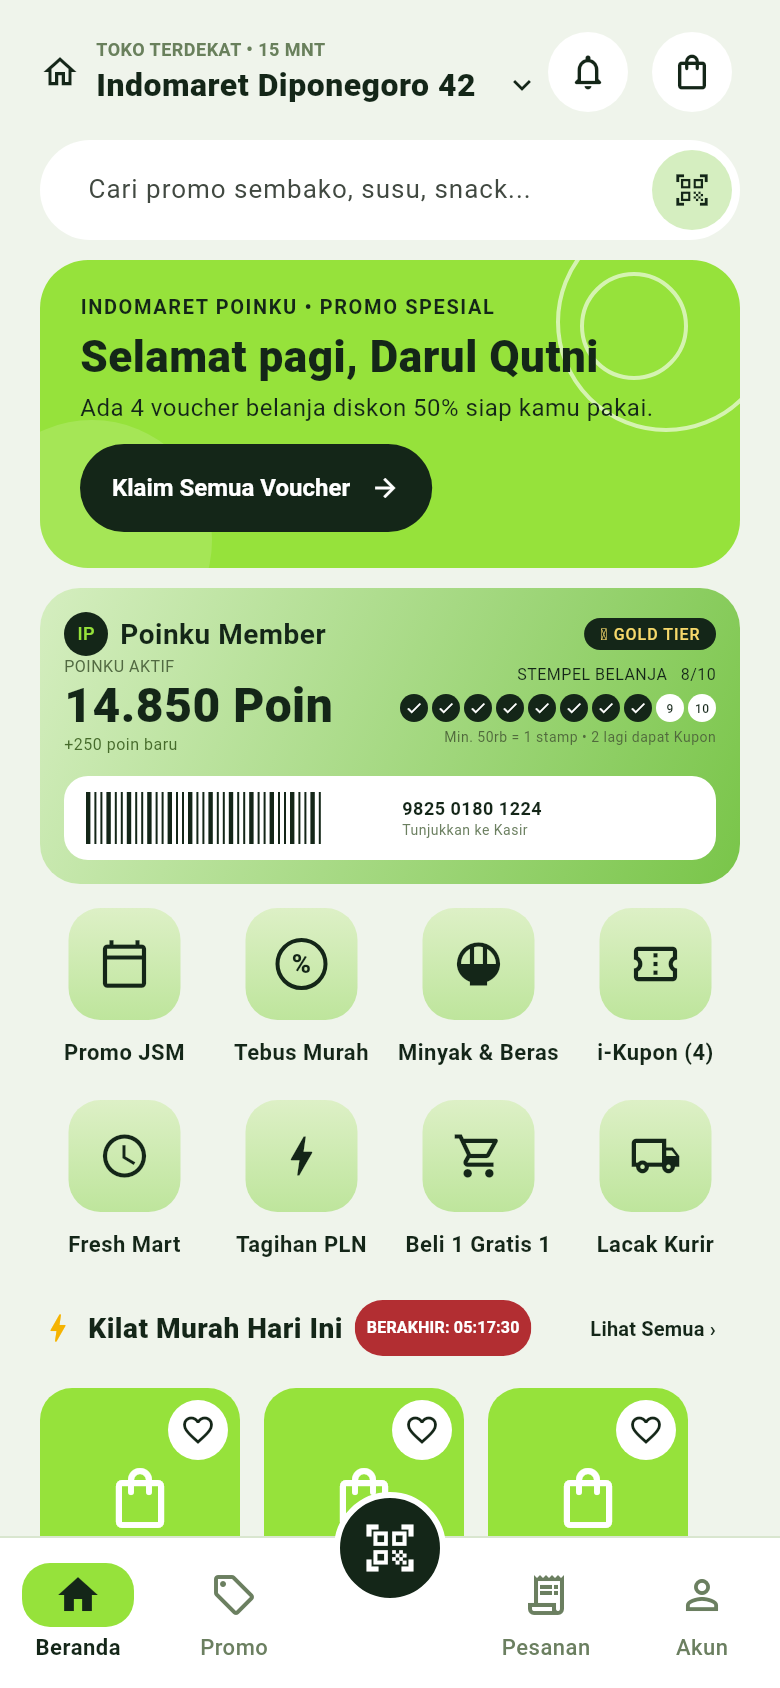 TOKO TERDEKAT • 15 MNT
Indomaret Diponegoro 42
Cari promo sembako, susu, snack...
INDOMARET POINKU • PROMO SPESIAL
Selamat pagi, Darul Qutni
Ada 4 voucher belanja diskon 50% siap kamu pakai.
Klaim Semua Voucher
IP Poinku Member
GOLD TIER
POINKU AKTIF
14.850 Poin
+250 poin baru
STEMPEL BELANJA 8/10
9 10
Min. 50rb = 1 stamp • 2 lagi dapat Kupon
9825 0180 1224
Tunjukkan ke Kasir
%
Promo JSM
Tebus Murah
Minyak & Beras
i-Kupon (4)
Fresh Mart
Tagihan PLN
Beli 1 Gratis 1
Lacak Kurir
Kilat Murah Hari Ini
BERAKHIR: 05:17:30
Lihat Semua ›
Beranda
Promo
Pesanan
Akun